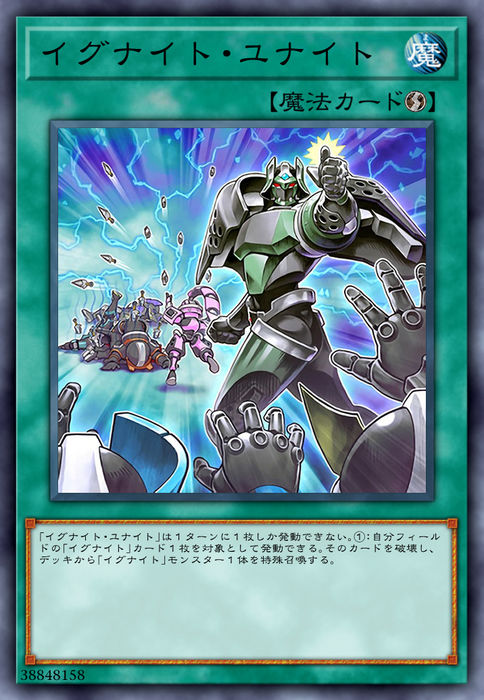 イグナイト・ユナイト
魔
【魔法カード】
「イグナイト・ユナイト」は１ターンに１枚しか発動できない。①：自分フィール
ドの「イグナイト」カード１枚を対象として発動できる。そのカードを破壊し、
デッキから「イグナイト」モンスター１体を特殊召喚する。
38848158